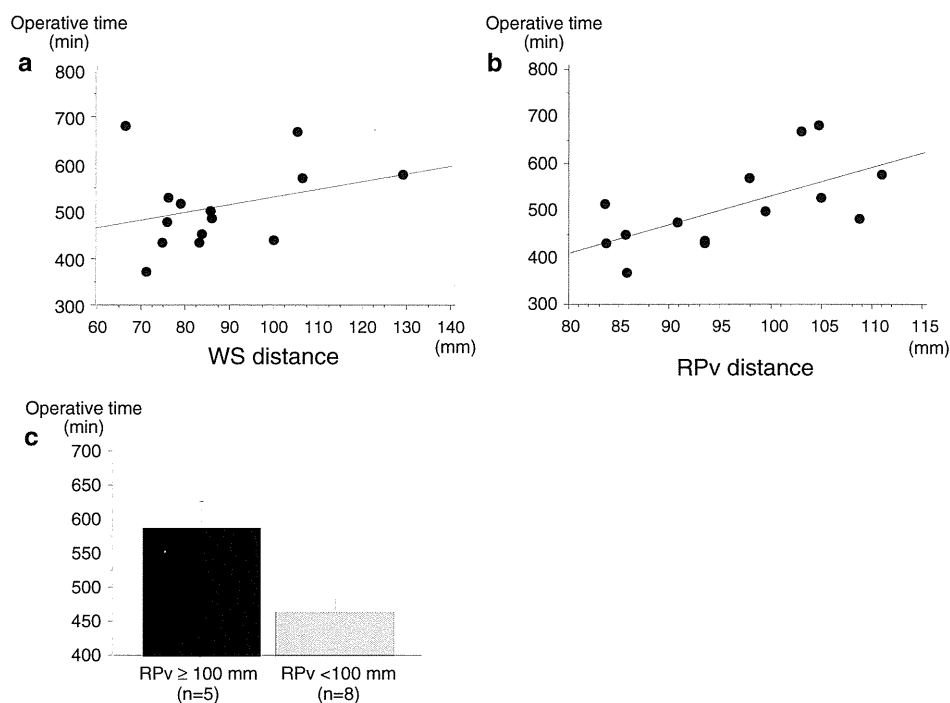 Operative time
(min)
a
800
700
600
500
400
300
60 70 80 90 100 110 120 130 140
(mm)
WS distance
Operative time
(min)
b
800
700
600
500
400
300
80 85 90 95 100 105 110 115
(mm)
RPv distance
Operative time
(min)
c
700
650
600
550
500
450
400
RPv ≥ 100 mm
(n=5)
RPv <100 mm
(n=8)